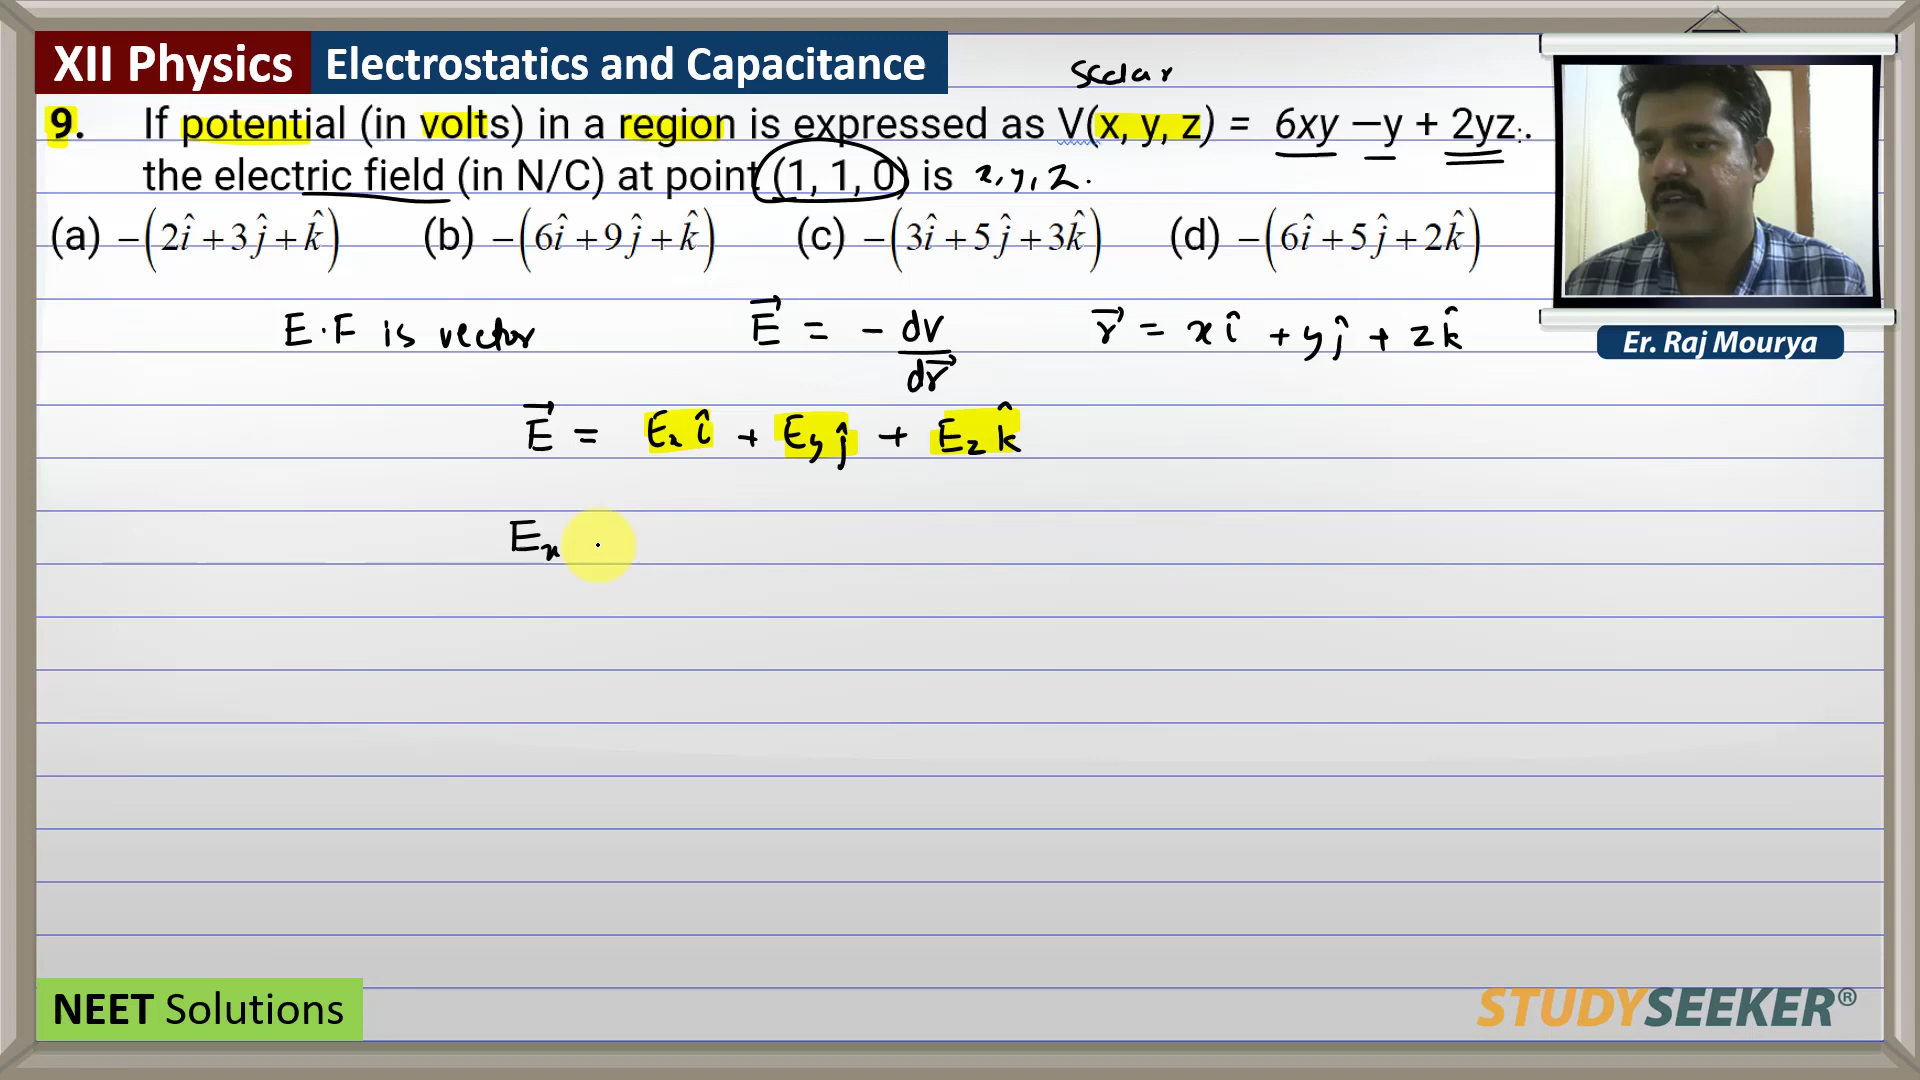 XII Physics Electrostatics and Capacitance
Scalar
9. If potential (in volts) in a region is expressed as V(x, y, z) = 6xy –y + 2yz:.
the electric field (in N/C) at point (1, 1, 0) is x, y, z.
(a) −(2î + 3ĵ + k̂) (b) −(6î + 9ĵ + k̂) (c) −(3î + 5ĵ + 3k̂) (d) −(6î + 5ĵ + 2k̂)
E.F is vector E⃗ = − dv/dr⃗ r⃗ = xî + yĵ + zk̂
Er. Raj Mourya
E⃗ = Exî + Eyĵ + Ezk̂
Ex
NEET Solutions
STUDYSEEKER®